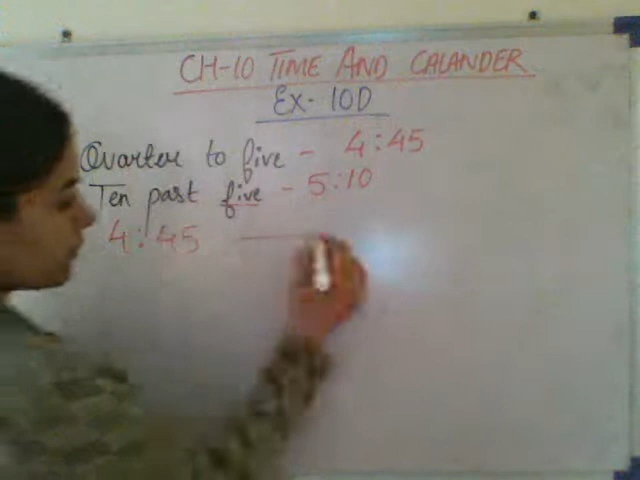 CH-10 TIME AND CALANDER
Ex- 10D
Quarter to five - 4:45
Ten past five - 5:10
4:45